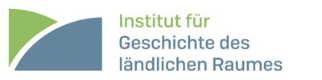 Institut für
Geschichte des
ländlichen Raumes